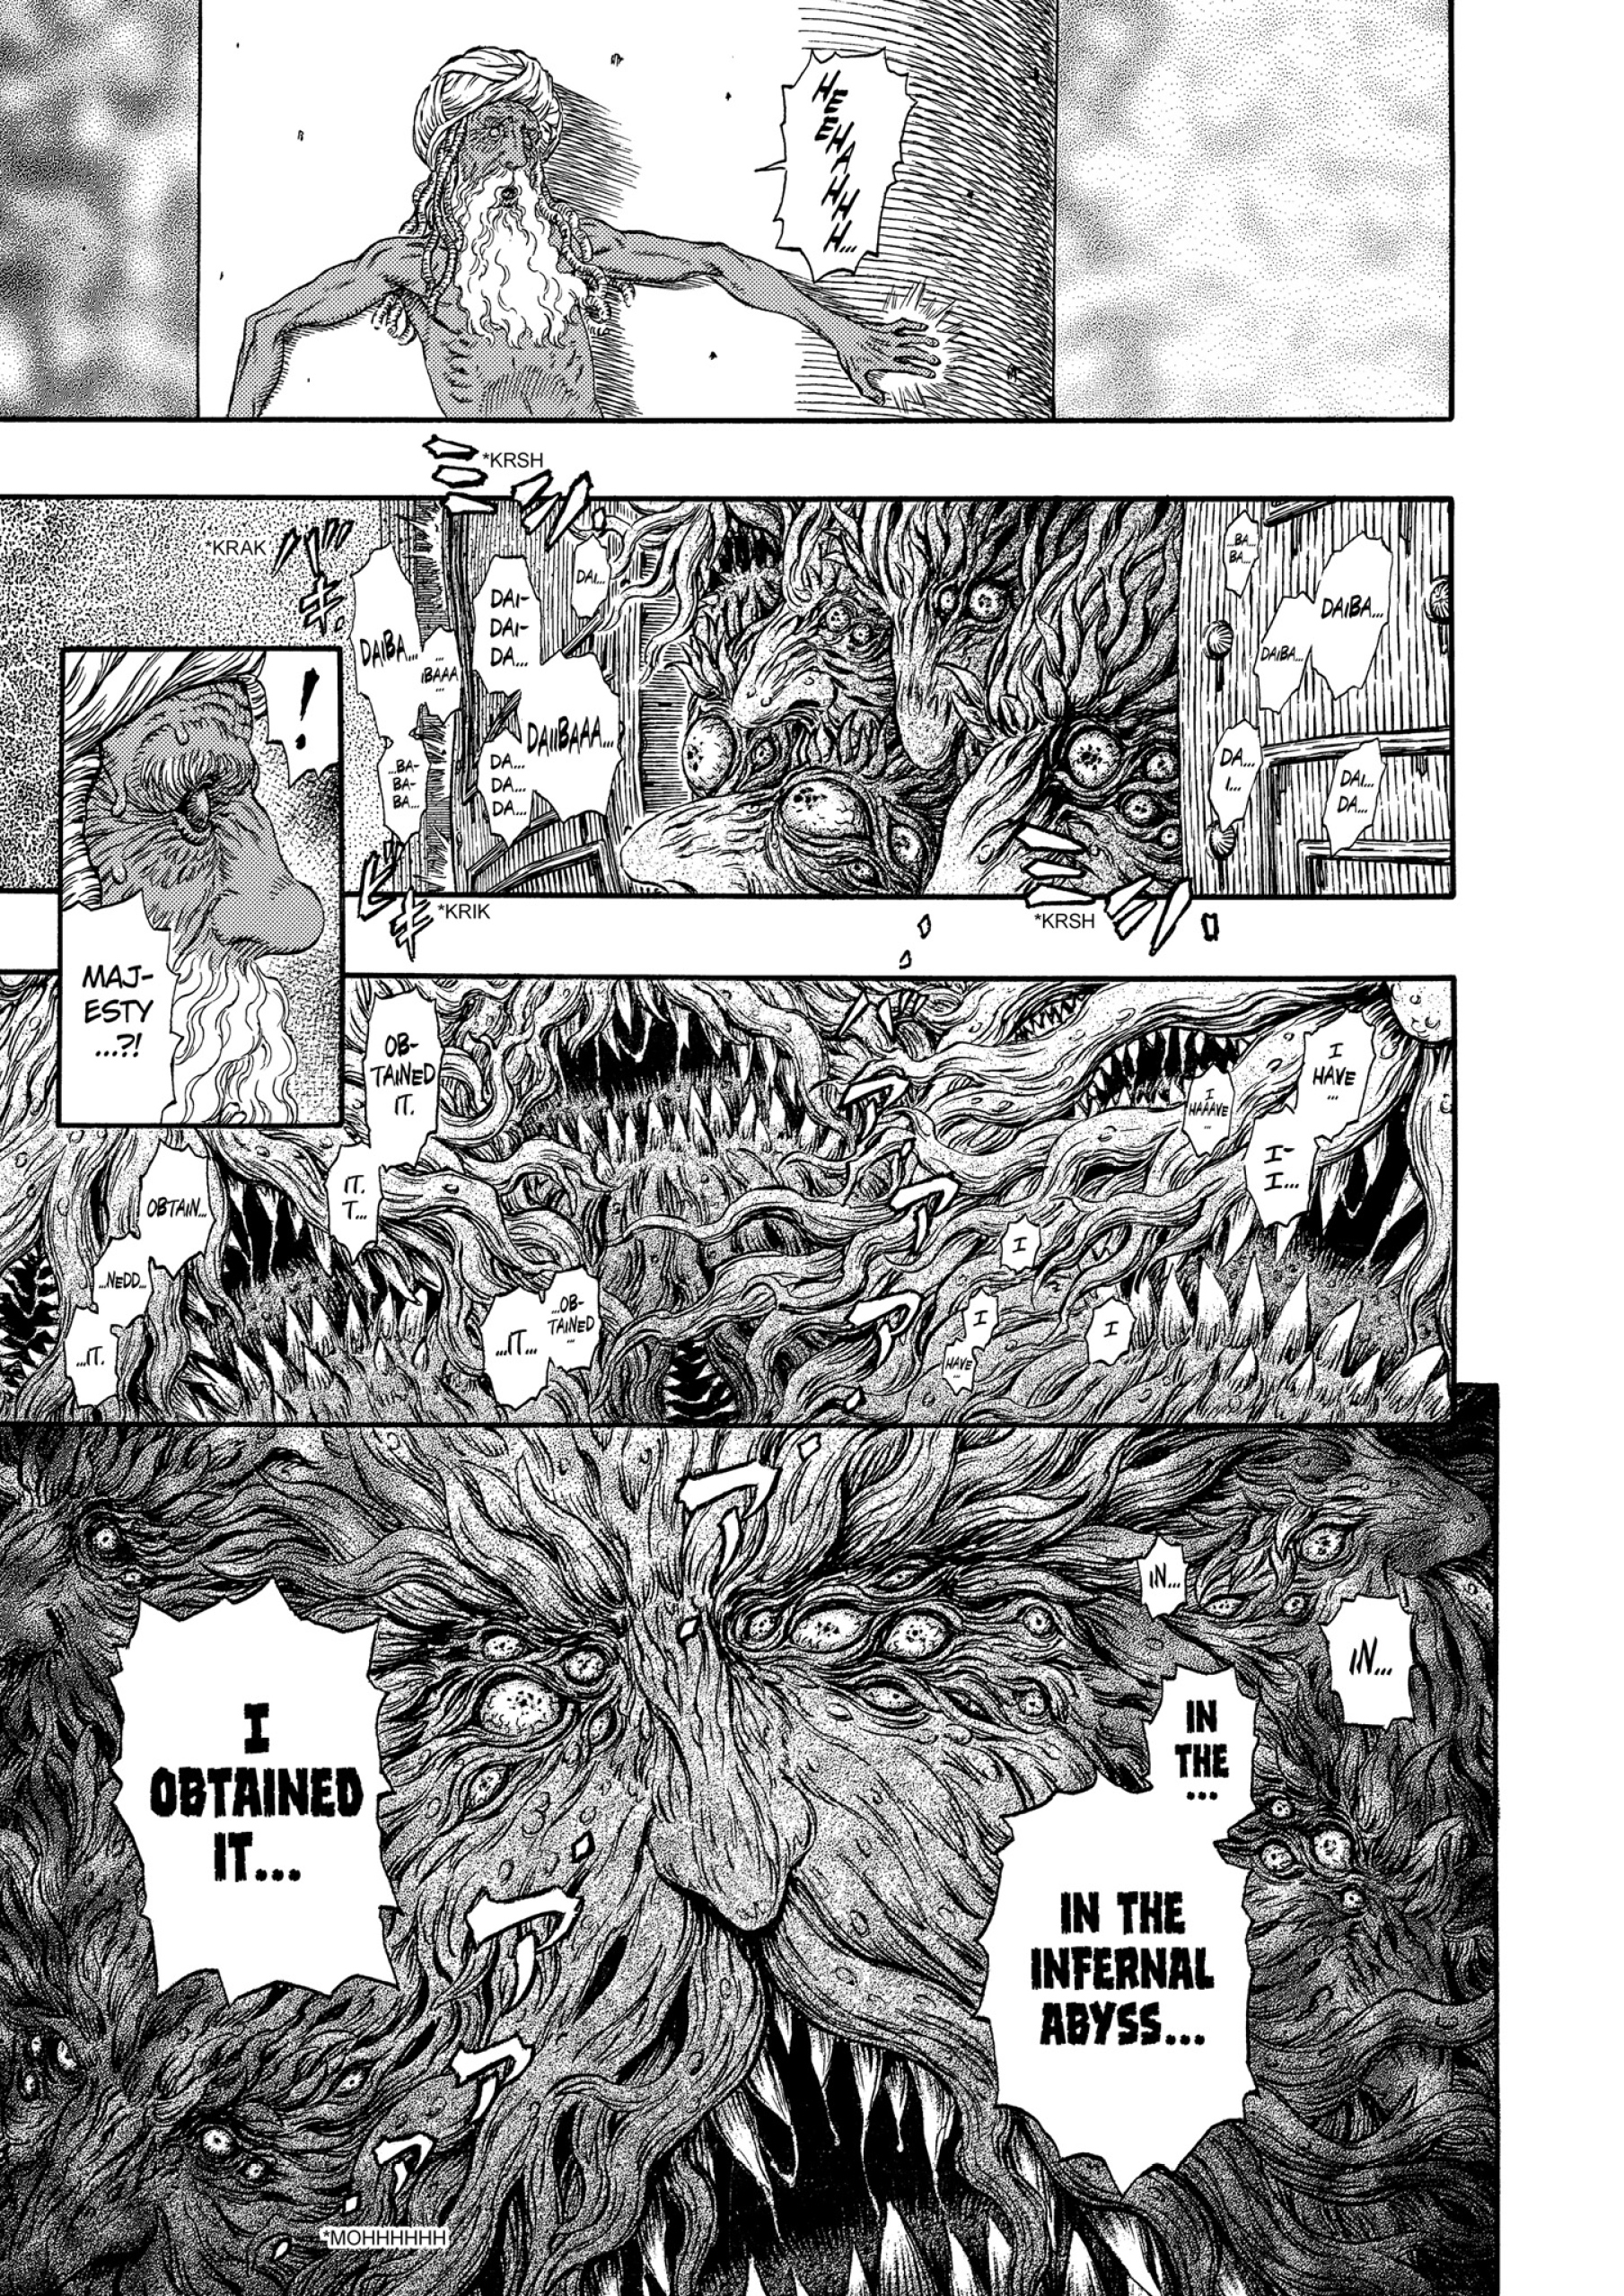 HEEHAHHH...
*KRSH
*KRAK
BA...
BA...
DAIBA...
DAIBA...
DA...
I...
DAI...
DA...
DAI...
DAI-
DAI-
DA...
DAIIBAAA...
DA...
DA...
DA...
DAIBA...
...
IBAAA
...
...BA-
BA-
BA...
*KRSH
*KRIK
!
MAJ-
ESTY
...?!
I
HAVE
...
I-
I...
I
HAAAVE
...
I
I
I
HAVE
...
...OB-
TAINED
...
...IT...
OB-
TAINED
IT.
IT.
T...
OBTAIN...
...NEDD...
...IT.
IN...
IN...
IN
THE
...
IN THE
INFERNAL
ABYSS...
I
OBTAINED
IT...
*MOHHHHHH